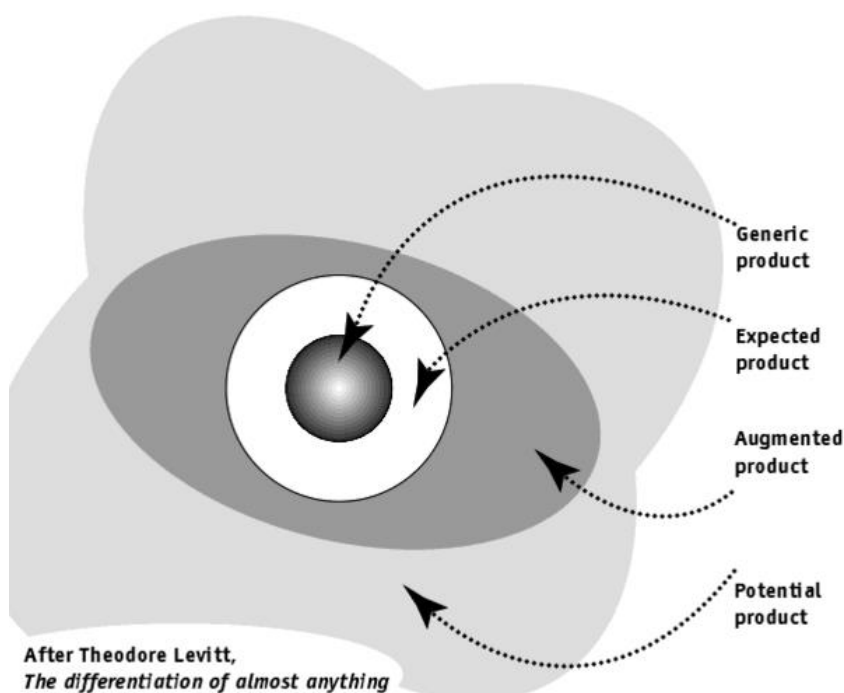 Generic
product
Expected
product
Augmented
product
Potential
product
After Theodore Levitt,
The differentiation of almost anything